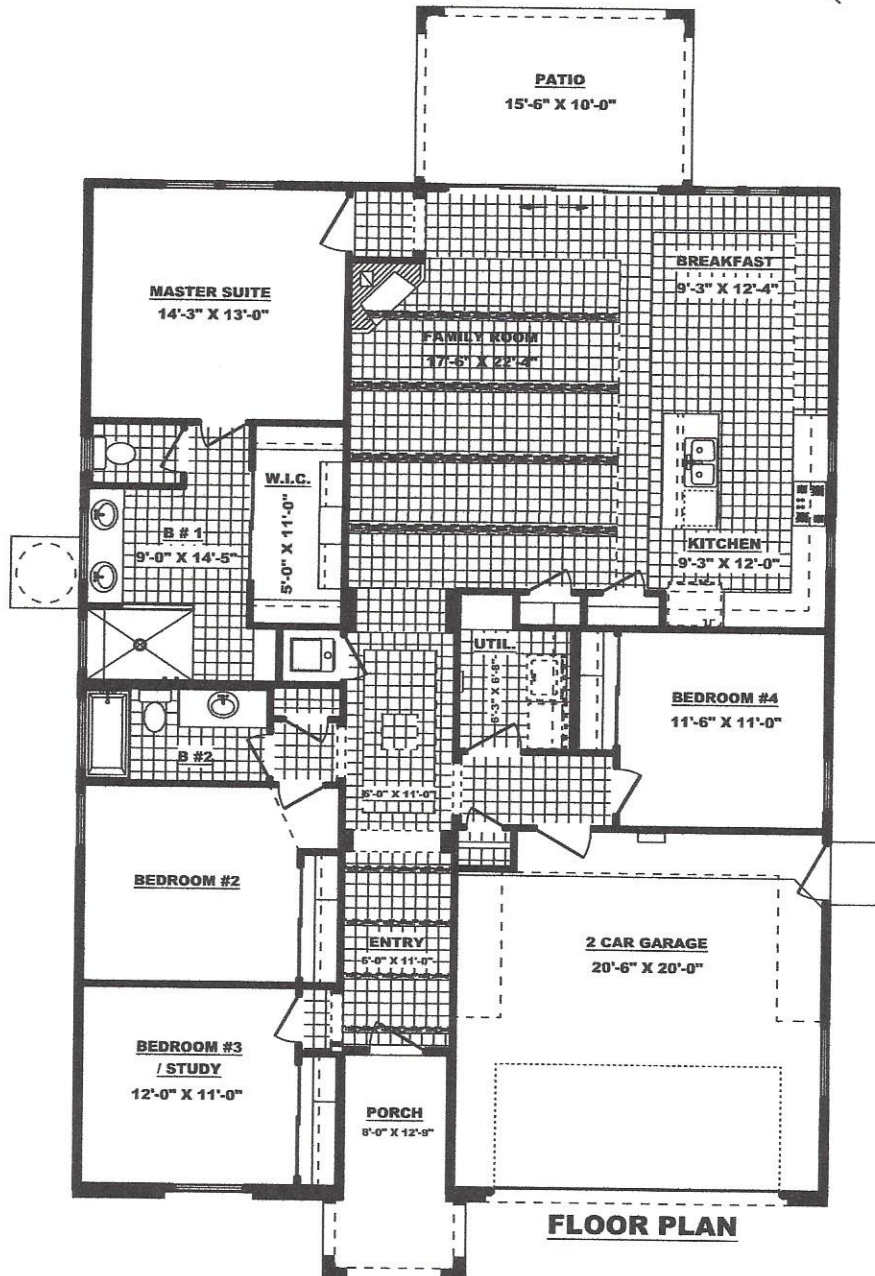 PATIO
15'-6" X 10'-0"
MASTER SUITE
14'-3" X 13'-0"
BREAKFAST
9'-3" X 12'-4"
FAMILY ROOM
17'-6" X 22'-4"
W.I.C.
5'-0" X 11'-0"
B # 1
9'-0" X 14'-5"
KITCHEN
9'-3" X 12'-0"
UTIL.
6'-3" X 6'-8"
BEDROOM #4
11'-6" X 11'-0"
B #2
6'-0" X 11'-0"
BEDROOM #2
ENTRY
6'-0" X 11'-0"
2 CAR GARAGE
20'-6" X 20'-0"
BEDROOM #3
/ STUDY
12'-0" X 11'-0"
PORCH
8'-0" X 12'-9"
FLOOR PLAN